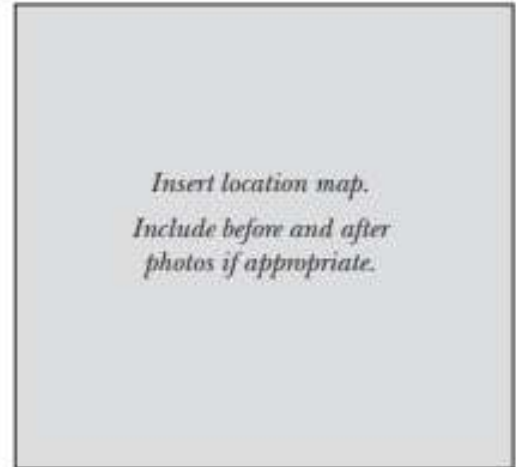 Insert location map.
Include before and after
photos if appropriate.